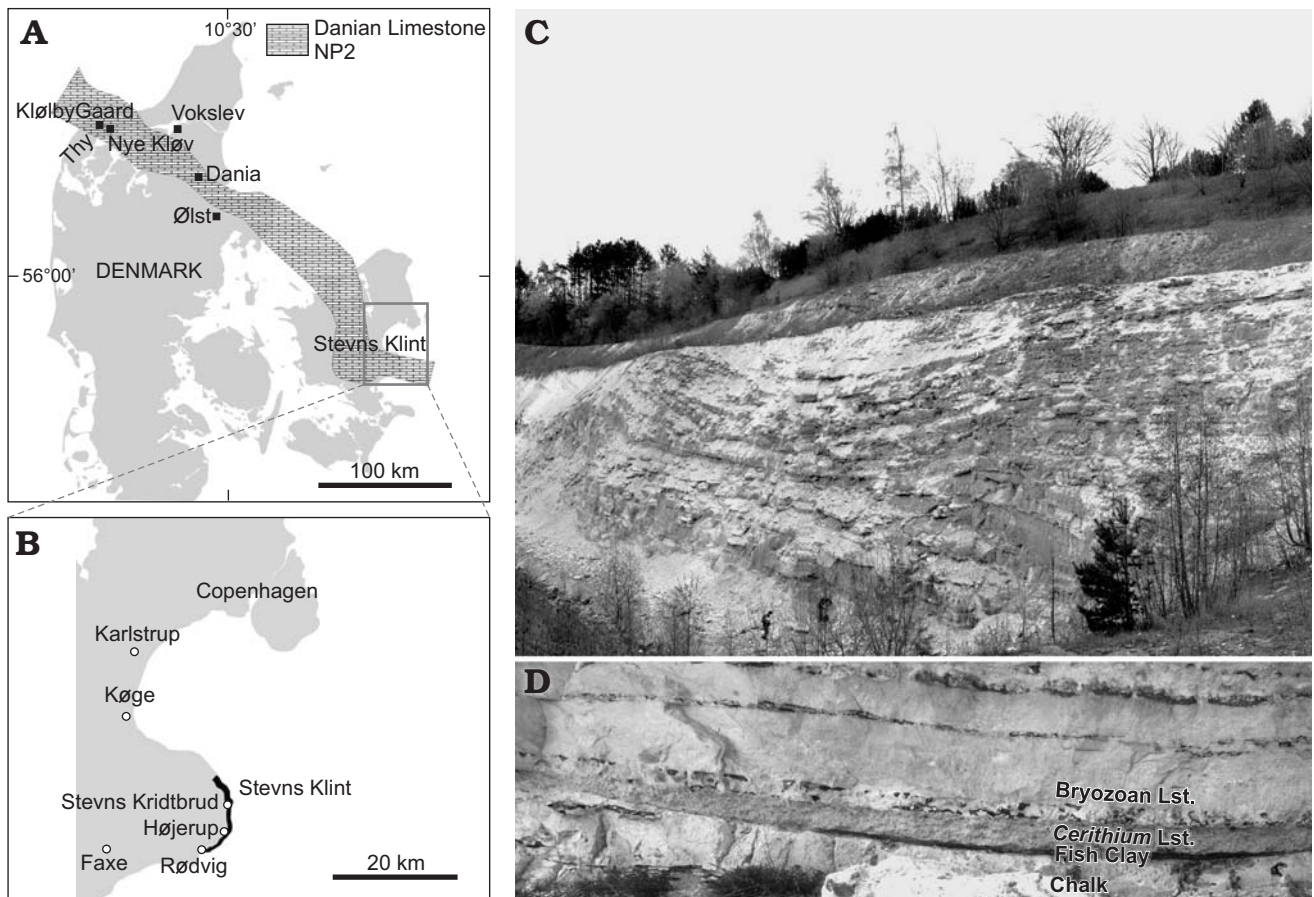 A
10°30'
Danian Limestone
NP2
KlølbyGaard
Vokslev
Thy
Nye Kløv
Dania
Ølst
56°00'
DENMARK
Stevns Klint
100 km
B
Copenhagen
Karlstrup
Køge
Stevns Klint
Stevns Kridtbrud
Højerup
Faxe
Rødvig
20 km
C
D
Bryozoan Lst.
Cerithium Lst.
Fish Clay
Chalk